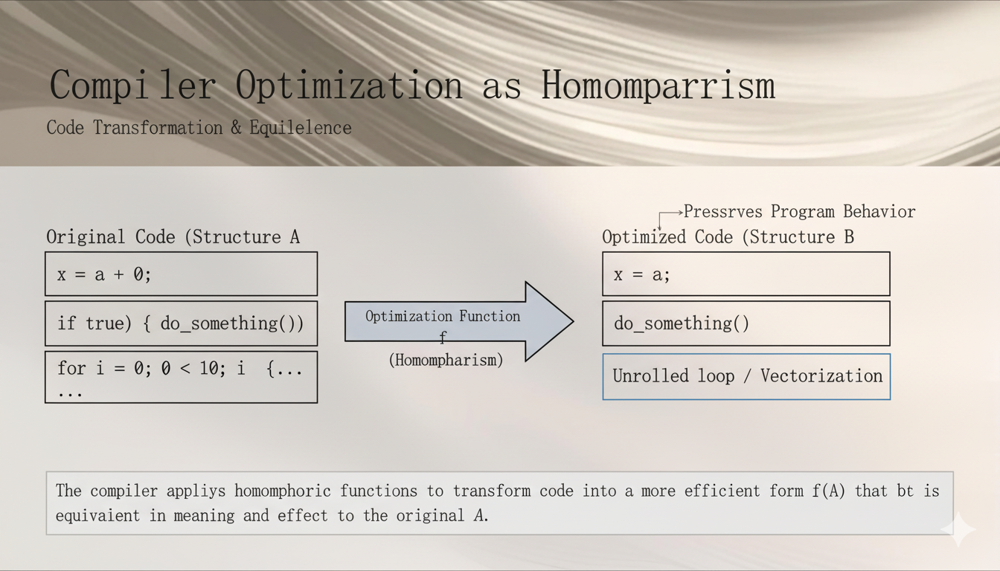 Compiler Optimization as Homomparrism
Code Transformation & Equilelence
Pressrves Program Behavior
Original Code (Structure A
Optimized Code (Structure B
x = a + 0;
x = a;
if true) { do_something())
do_something()
for i = 0; 0 < 10; i {...
...
Unrolled loop / Vectorization
Optimization Function
f
(Homompharism)
The compiler appliys homomphoric functions to transform code into a more efficient form f(A) that bt is
equivaient in meaning and effect to the original A.